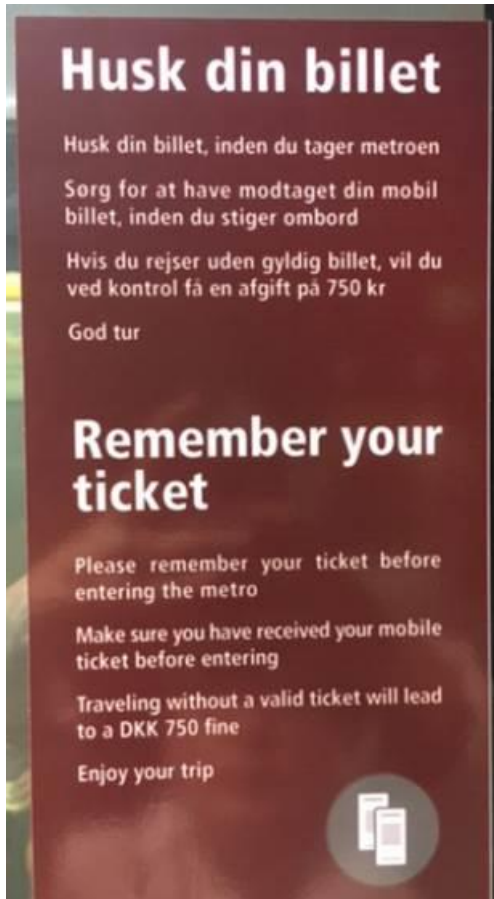 Husk din billet
Husk din billet, inden du tager metroen
Sørg for at have modtaget din mobil
billet, inden du stiger ombord
Hvis du rejser uden gyldig billet, vil du
ved kontrol få en afgift på 750 kr
God tur
Remember your
ticket
Please remember your ticket before
entering the metro
Make sure you have received your mobile
ticket before entering
Traveling without a valid ticket will lead
to a DKK 750 fine
Enjoy your trip